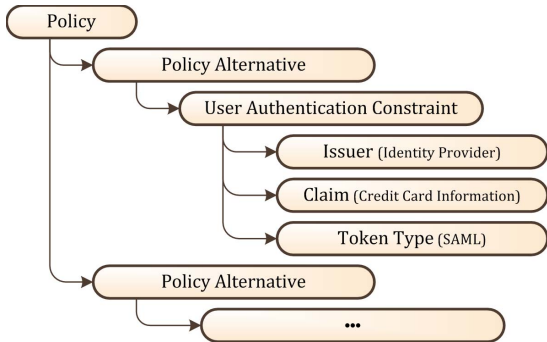 Policy
Policy Alternative
User Authentication Constraint
Issuer (Identity Provider)
Claim (Credit Card Information)
Token Type (SAML)
Policy Alternative
•••